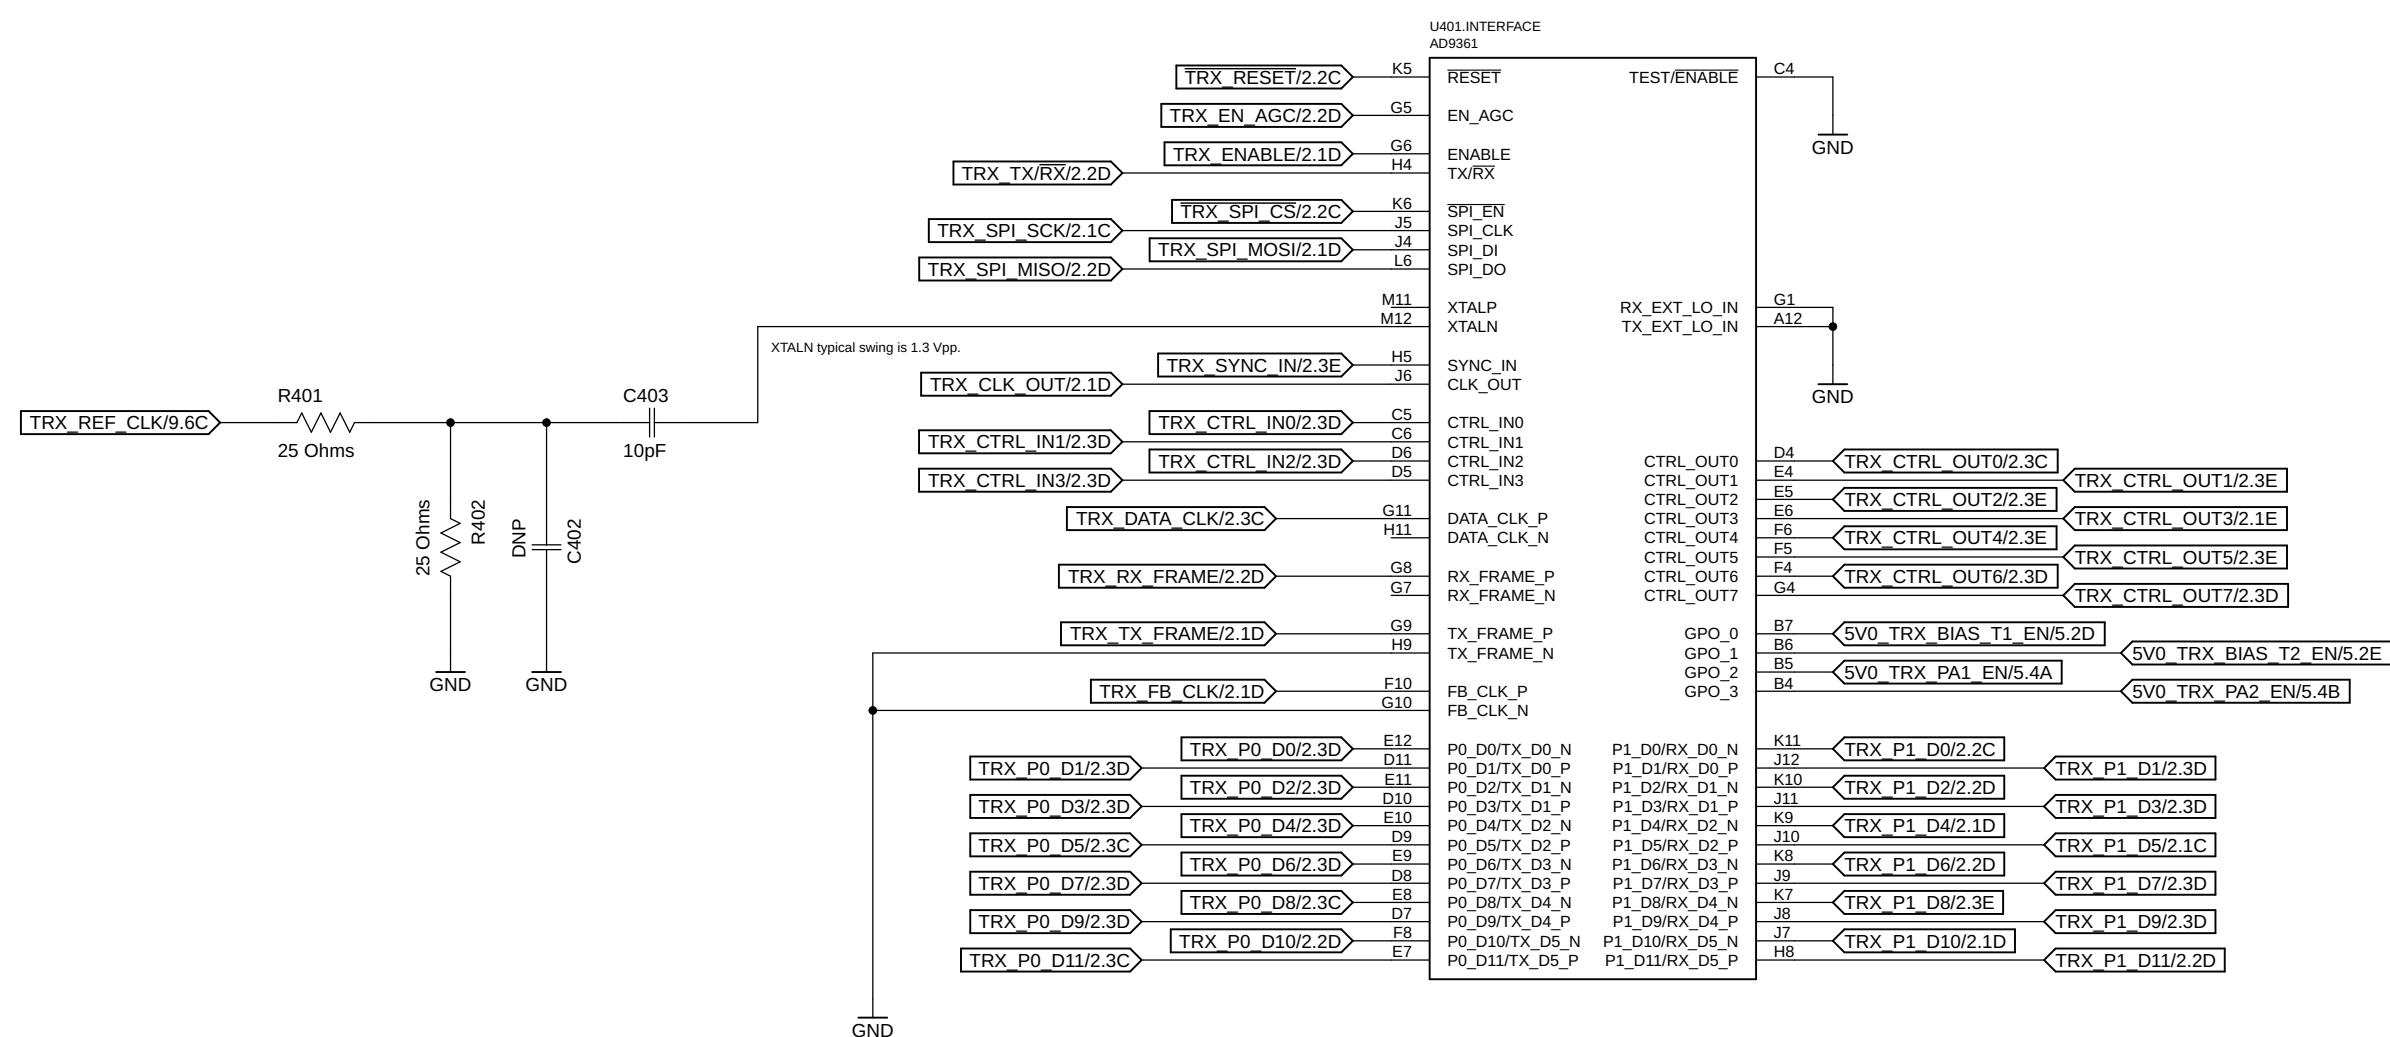 U401.INTERFACE
AD9361
TRX_RESET/2.2C K5 RESET TEST/ENABLE C4
TRX_EN_AGC/2.2D G5 EN_AGC
GND
TRX_ENABLE/2.1D G6 ENABLE
TRX_TX/RX/2.2D H4 TX/RX
TRX_SPI_CS/2.2C K6 SPI_EN
TRX_SPI_SCK/2.1C J5 SPI_CLK
TRX_SPI_MOSI/2.1D J4 SPI_DI
TRX_SPI_MISO/2.2D L6 SPI_DO
M11 XTALP RX_EXT_LO_IN G1
M12 XTALN TX_EXT_LO_IN A12
XTALN typical swing is 1.3 Vpp.
TRX_SYNC_IN/2.3E H5 SYNC_IN
TRX_CLK_OUT/2.1D J6 CLK_OUT
GND
R401 C403
TRX_REF_CLK/9.6C
25 Ohms 10pF
TRX_CTRL_IN0/2.3D C5 CTRL_IN0
TRX_CTRL_IN1/2.3D C6 CTRL_IN1
TRX_CTRL_IN2/2.3D D6 CTRL_IN2 CTRL_OUT0 D4 TRX_CTRL_OUT0/2.3C
TRX_CTRL_IN3/2.3D D5 CTRL_IN3 CTRL_OUT1 E4 TRX_CTRL_OUT1/2.3E
CTRL_OUT2 E5 TRX_CTRL_OUT2/2.3E
TRX_DATA_CLK/2.3C G11 DATA_CLK_P CTRL_OUT3 E6 TRX_CTRL_OUT3/2.1E
H11 DATA_CLK_N CTRL_OUT4 F6 TRX_CTRL_OUT4/2.3E
25 Ohms R402 DNP C402
CTRL_OUT5 F5 TRX_CTRL_OUT5/2.3E
TRX_RX_FRAME/2.2D G8 RX_FRAME_P CTRL_OUT6 F4 TRX_CTRL_OUT6/2.3D
G7 RX_FRAME_N CTRL_OUT7 G4 TRX_CTRL_OUT7/2.3D
TRX_TX_FRAME/2.1D G9 TX_FRAME_P GPO_0 B7 5V0_TRX_BIAS_T1_EN/5.2D
H9 TX_FRAME_N GPO_1 B6 5V0_TRX_BIAS_T2_EN/5.2E
GPO_2 B5 5V0_TRX_PA1_EN/5.4A
GND GND
TRX_FB_CLK/2.1D F10 FB_CLK_P GPO_3 B4 5V0_TRX_PA2_EN/5.4B
G10 FB_CLK_N
TRX_P0_D0/2.3D E12 P0_D0/TX_D0_N P1_D0/RX_D0_N K11 TRX_P1_D0/2.2C
TRX_P0_D1/2.3D D11 P0_D1/TX_D0_P P1_D1/RX_D0_P J12 TRX_P1_D1/2.3D
TRX_P0_D2/2.3D E11 P0_D2/TX_D1_N P1_D2/RX_D1_N K10 TRX_P1_D2/2.2D
TRX_P0_D3/2.3D D10 P0_D3/TX_D1_P P1_D3/RX_D1_P J11 TRX_P1_D3/2.3D
TRX_P0_D4/2.3D E10 P0_D4/TX_D2_N P1_D4/RX_D2_N K9 TRX_P1_D4/2.1D
TRX_P0_D5/2.3C D9 P0_D5/TX_D2_P P1_D5/RX_D2_P J10 TRX_P1_D5/2.1C
TRX_P0_D6/2.3D E9 P0_D6/TX_D3_N P1_D6/RX_D3_N K8 TRX_P1_D6/2.2D
TRX_P0_D7/2.3D D8 P0_D7/TX_D3_P P1_D7/RX_D3_P J9 TRX_P1_D7/2.3D
TRX_P0_D8/2.3C E8 P0_D8/TX_D4_N P1_D8/RX_D4_N K7 TRX_P1_D8/2.3E
TRX_P0_D9/2.3D D7 P0_D9/TX_D4_P P1_D9/RX_D4_P J8 TRX_P1_D9/2.3D
TRX_P0_D10/2.2D F8 P0_D10/TX_D5_N P1_D10/RX_D5_N J7 TRX_P1_D10/2.1D
TRX_P0_D11/2.3C E7 P0_D11/TX_D5_P P1_D11/RX_D5_P H8 TRX_P1_D11/2.2D
GND